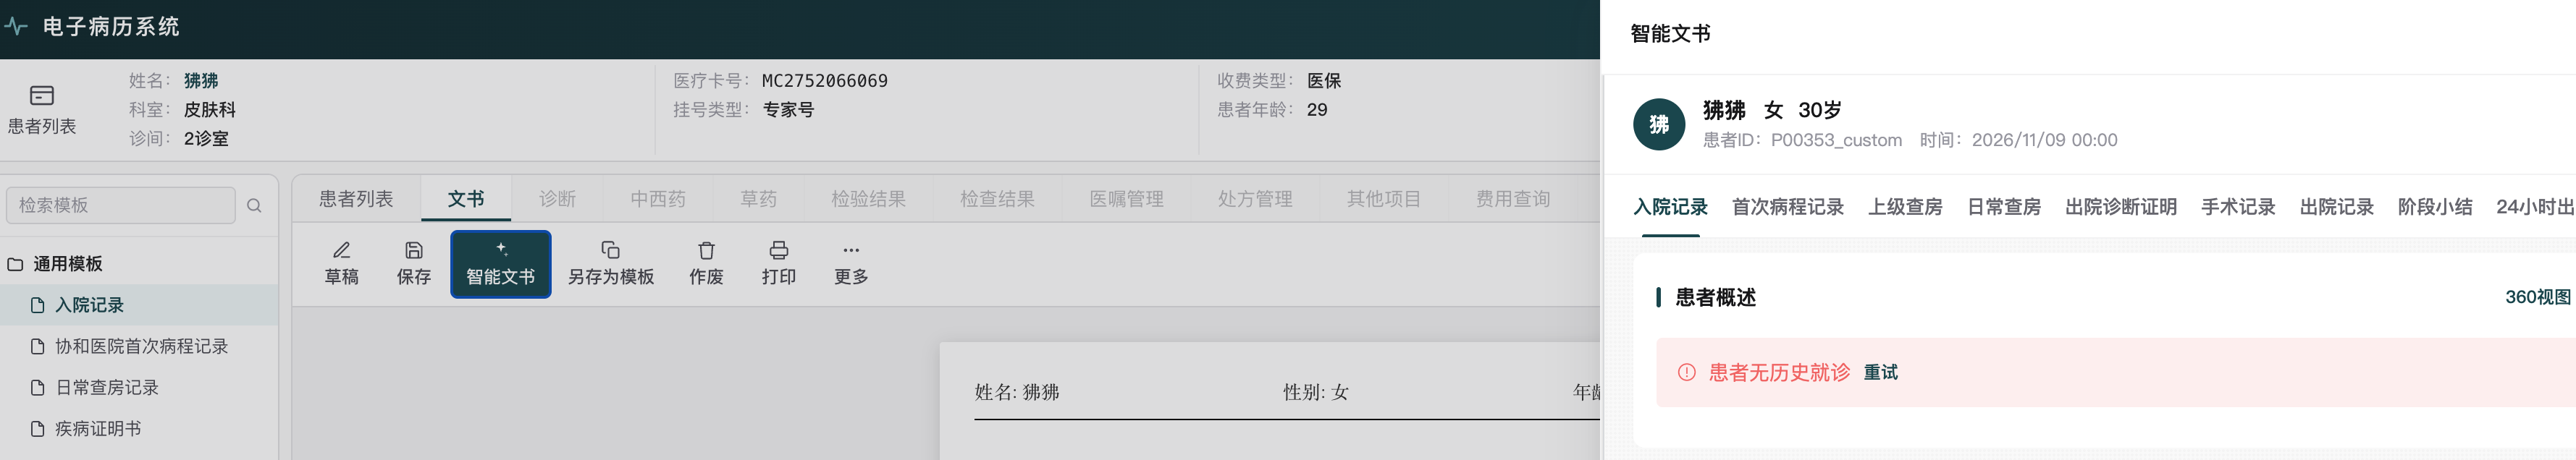 电子病历系统
患者列表
姓名： 狒狒
科室： 皮肤科
诊间： 2诊室
医疗卡号： MC2752066069
挂号类型： 专家号
收费类型： 医保
患者年龄： 29
检索模板
通用模板
入院记录
协和医院首次病程记录
日常查房记录
疾病证明书
患者列表 文书 诊断 中西药 草药 检验结果 检查结果 医嘱管理 处方管理 其他项目 费用查询
草稿 保存 智能文书 另存为模板 作废 打印 更多
姓名: 狒狒 性别: 女 年龄
智能文书
狒
狒狒 女 30岁
患者ID： P00353_custom 时间： 2026/11/09 00:00
入院记录 首次病程记录 上级查房 日常查房 出院诊断证明 手术记录 出院记录 阶段小结 24小时出
患者概述 360视图
患者无历史就诊 重试